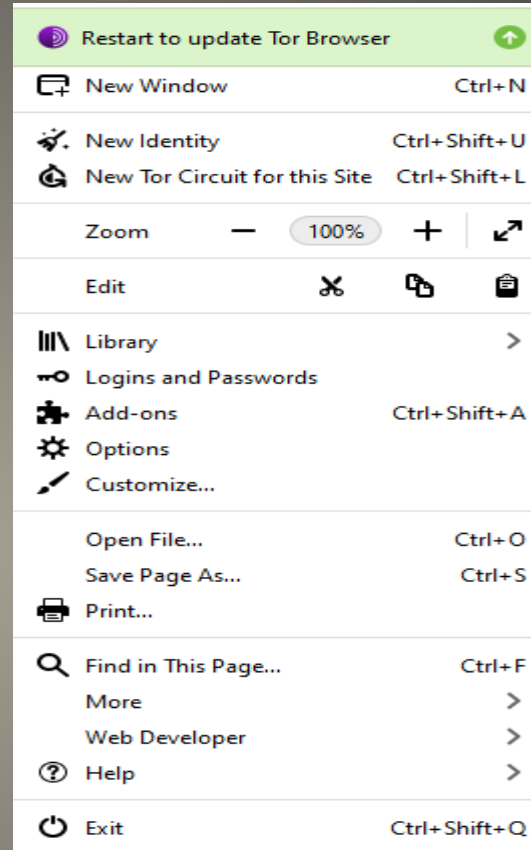 Restart to update Tor Browser
New Window Ctrl+N
New Identity Ctrl+Shift+U
New Tor Circuit for this Site Ctrl+Shift+L
Zoom 100%
Edit
Library
Logins and Passwords
Add-ons Ctrl+Shift+A
Options
Customize...
Open File... Ctrl+O
Save Page As... Ctrl+S
Print...
Find in This Page... Ctrl+F
More
Web Developer
Help
Exit Ctrl+Shift+Q